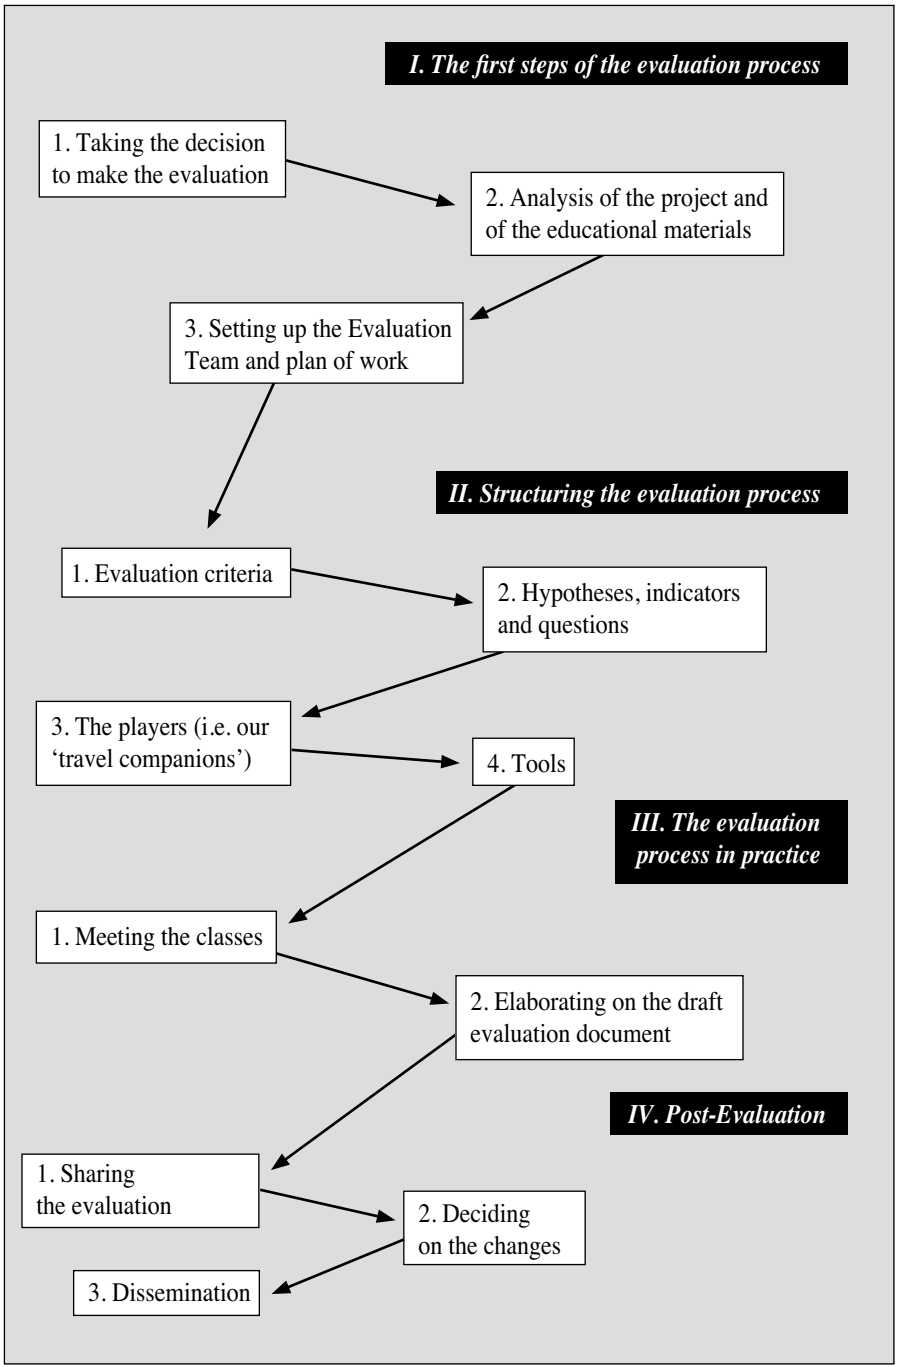 I. The first steps of the evaluation process
1. Taking the decision
to make the evaluation
2. Analysis of the project and
of the educational materials
3. Setting up the Evaluation
Team and plan of work
II. Structuring the evaluation process
1. Evaluation criteria
2. Hypotheses, indicators
and questions
3. The players (i.e. our
‘travel companions’)
4. Tools
III. The evaluation
process in practice
1. Meeting the classes
2. Elaborating on the draft
evaluation document
IV. Post-Evaluation
1. Sharing
the evaluation
2. Deciding
on the changes
3. Dissemination